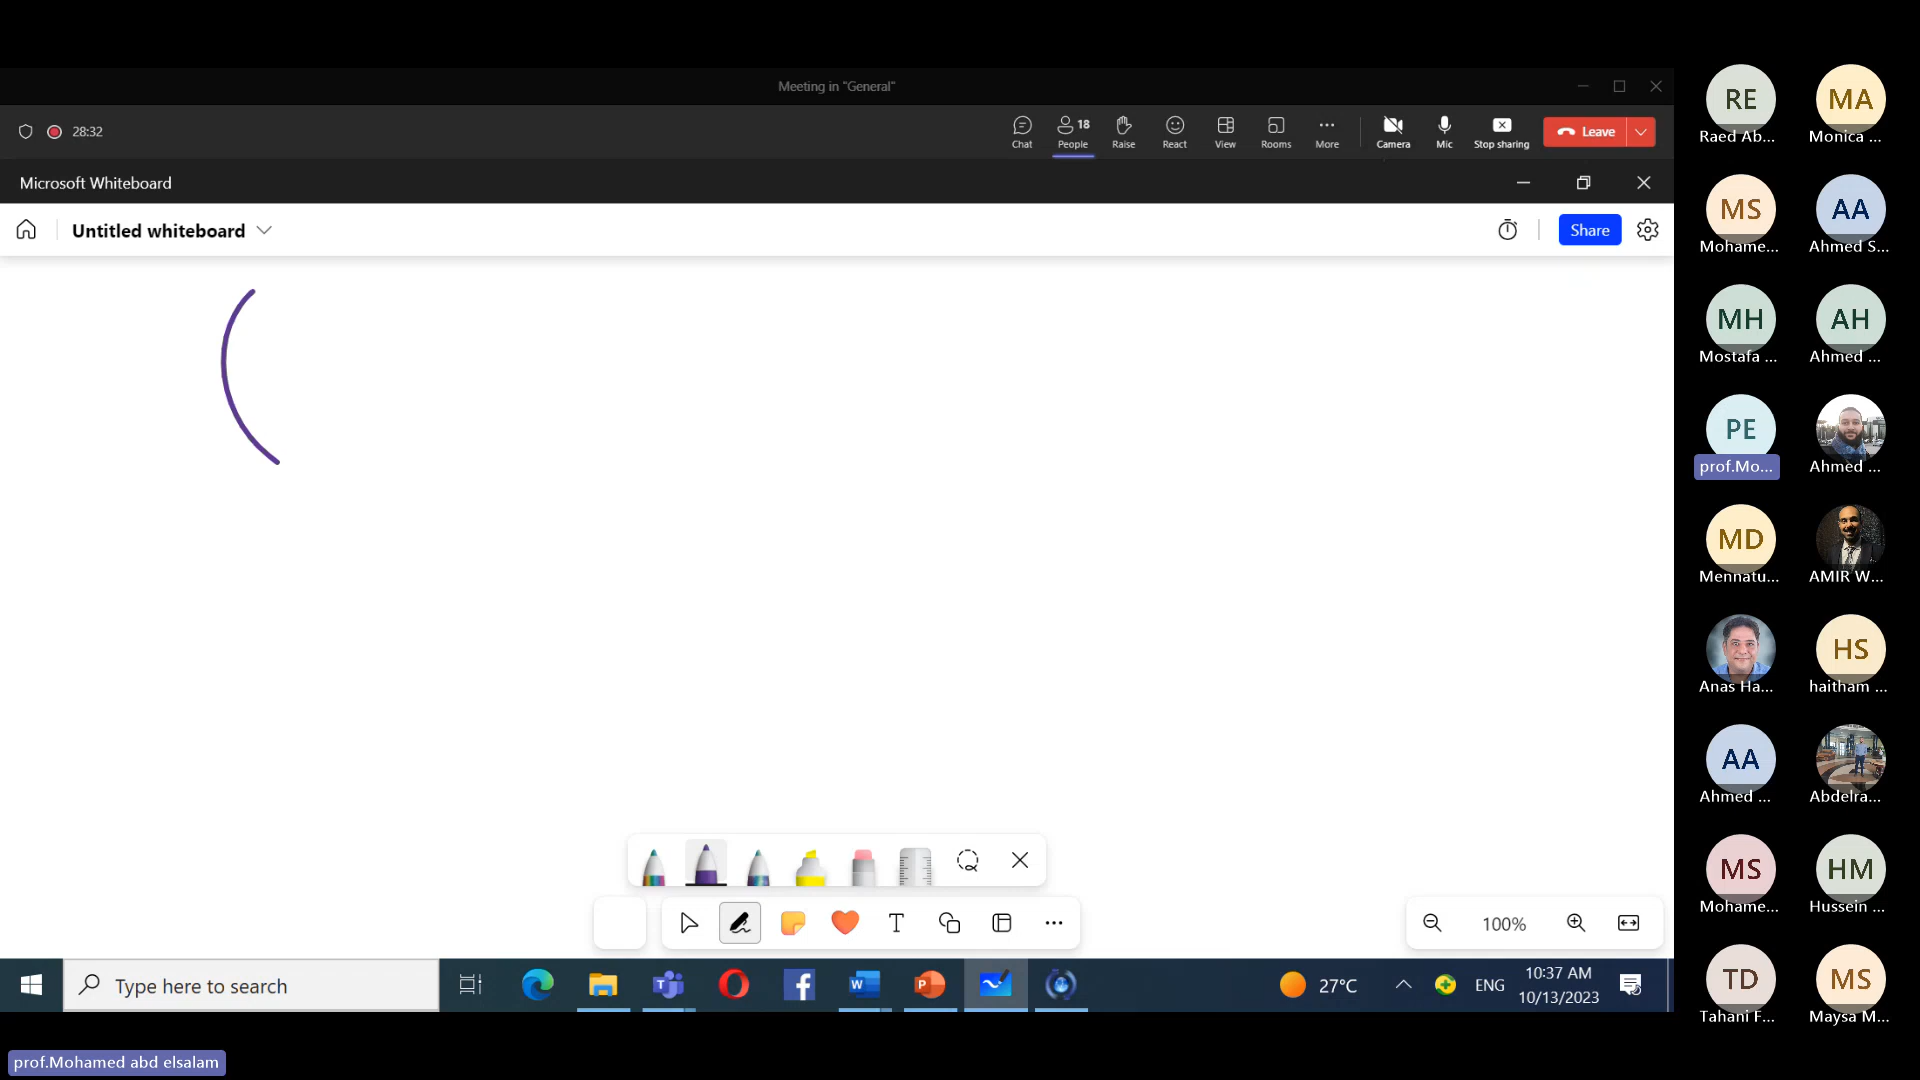 Meeting in "General"
28:32
Chat
18
People
Raise
React
View
Rooms
More
Camera
Mic
Stop sharing
Leave
Microsoft Whiteboard
Untitled whiteboard
Share
100%
Type here to search
27°C
ENG
10:37 AM
10/13/2023
prof.Mohamed abd elsalam
RE
Raed Ab...
MA
Monica ...
MS
Mohame...
AA
Ahmed S...
MH
Mostafa ...
AH
Ahmed ...
PE
prof.Mo...
Ahmed ...
MD
Mennatu...
AMIR W...
Anas Ha...
HS
haitham ...
AA
Ahmed ...
Abdelra...
MS
Mohame...
HM
Hussein ...
TD
Tahani F...
MS
Maysa M...